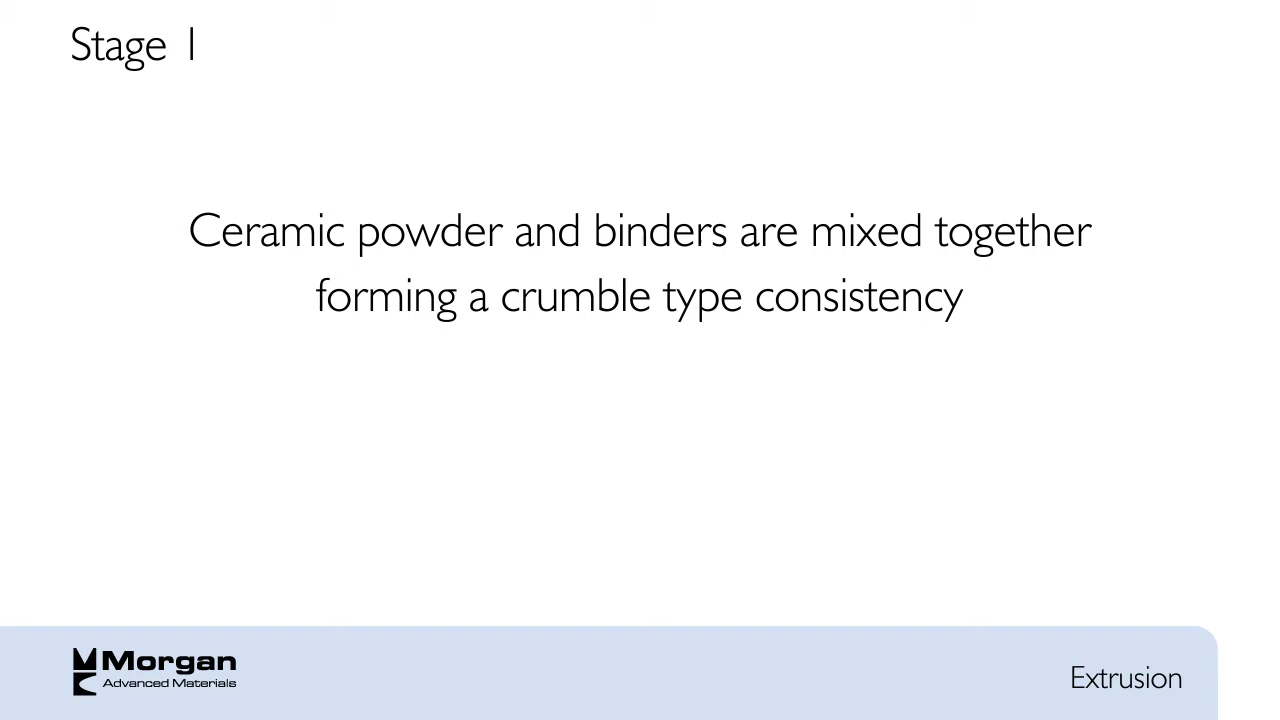 Stage 1
Ceramic powder and binders are mixed together
forming a crumble type consistency
Morgan
Advanced Materials
Extrusion